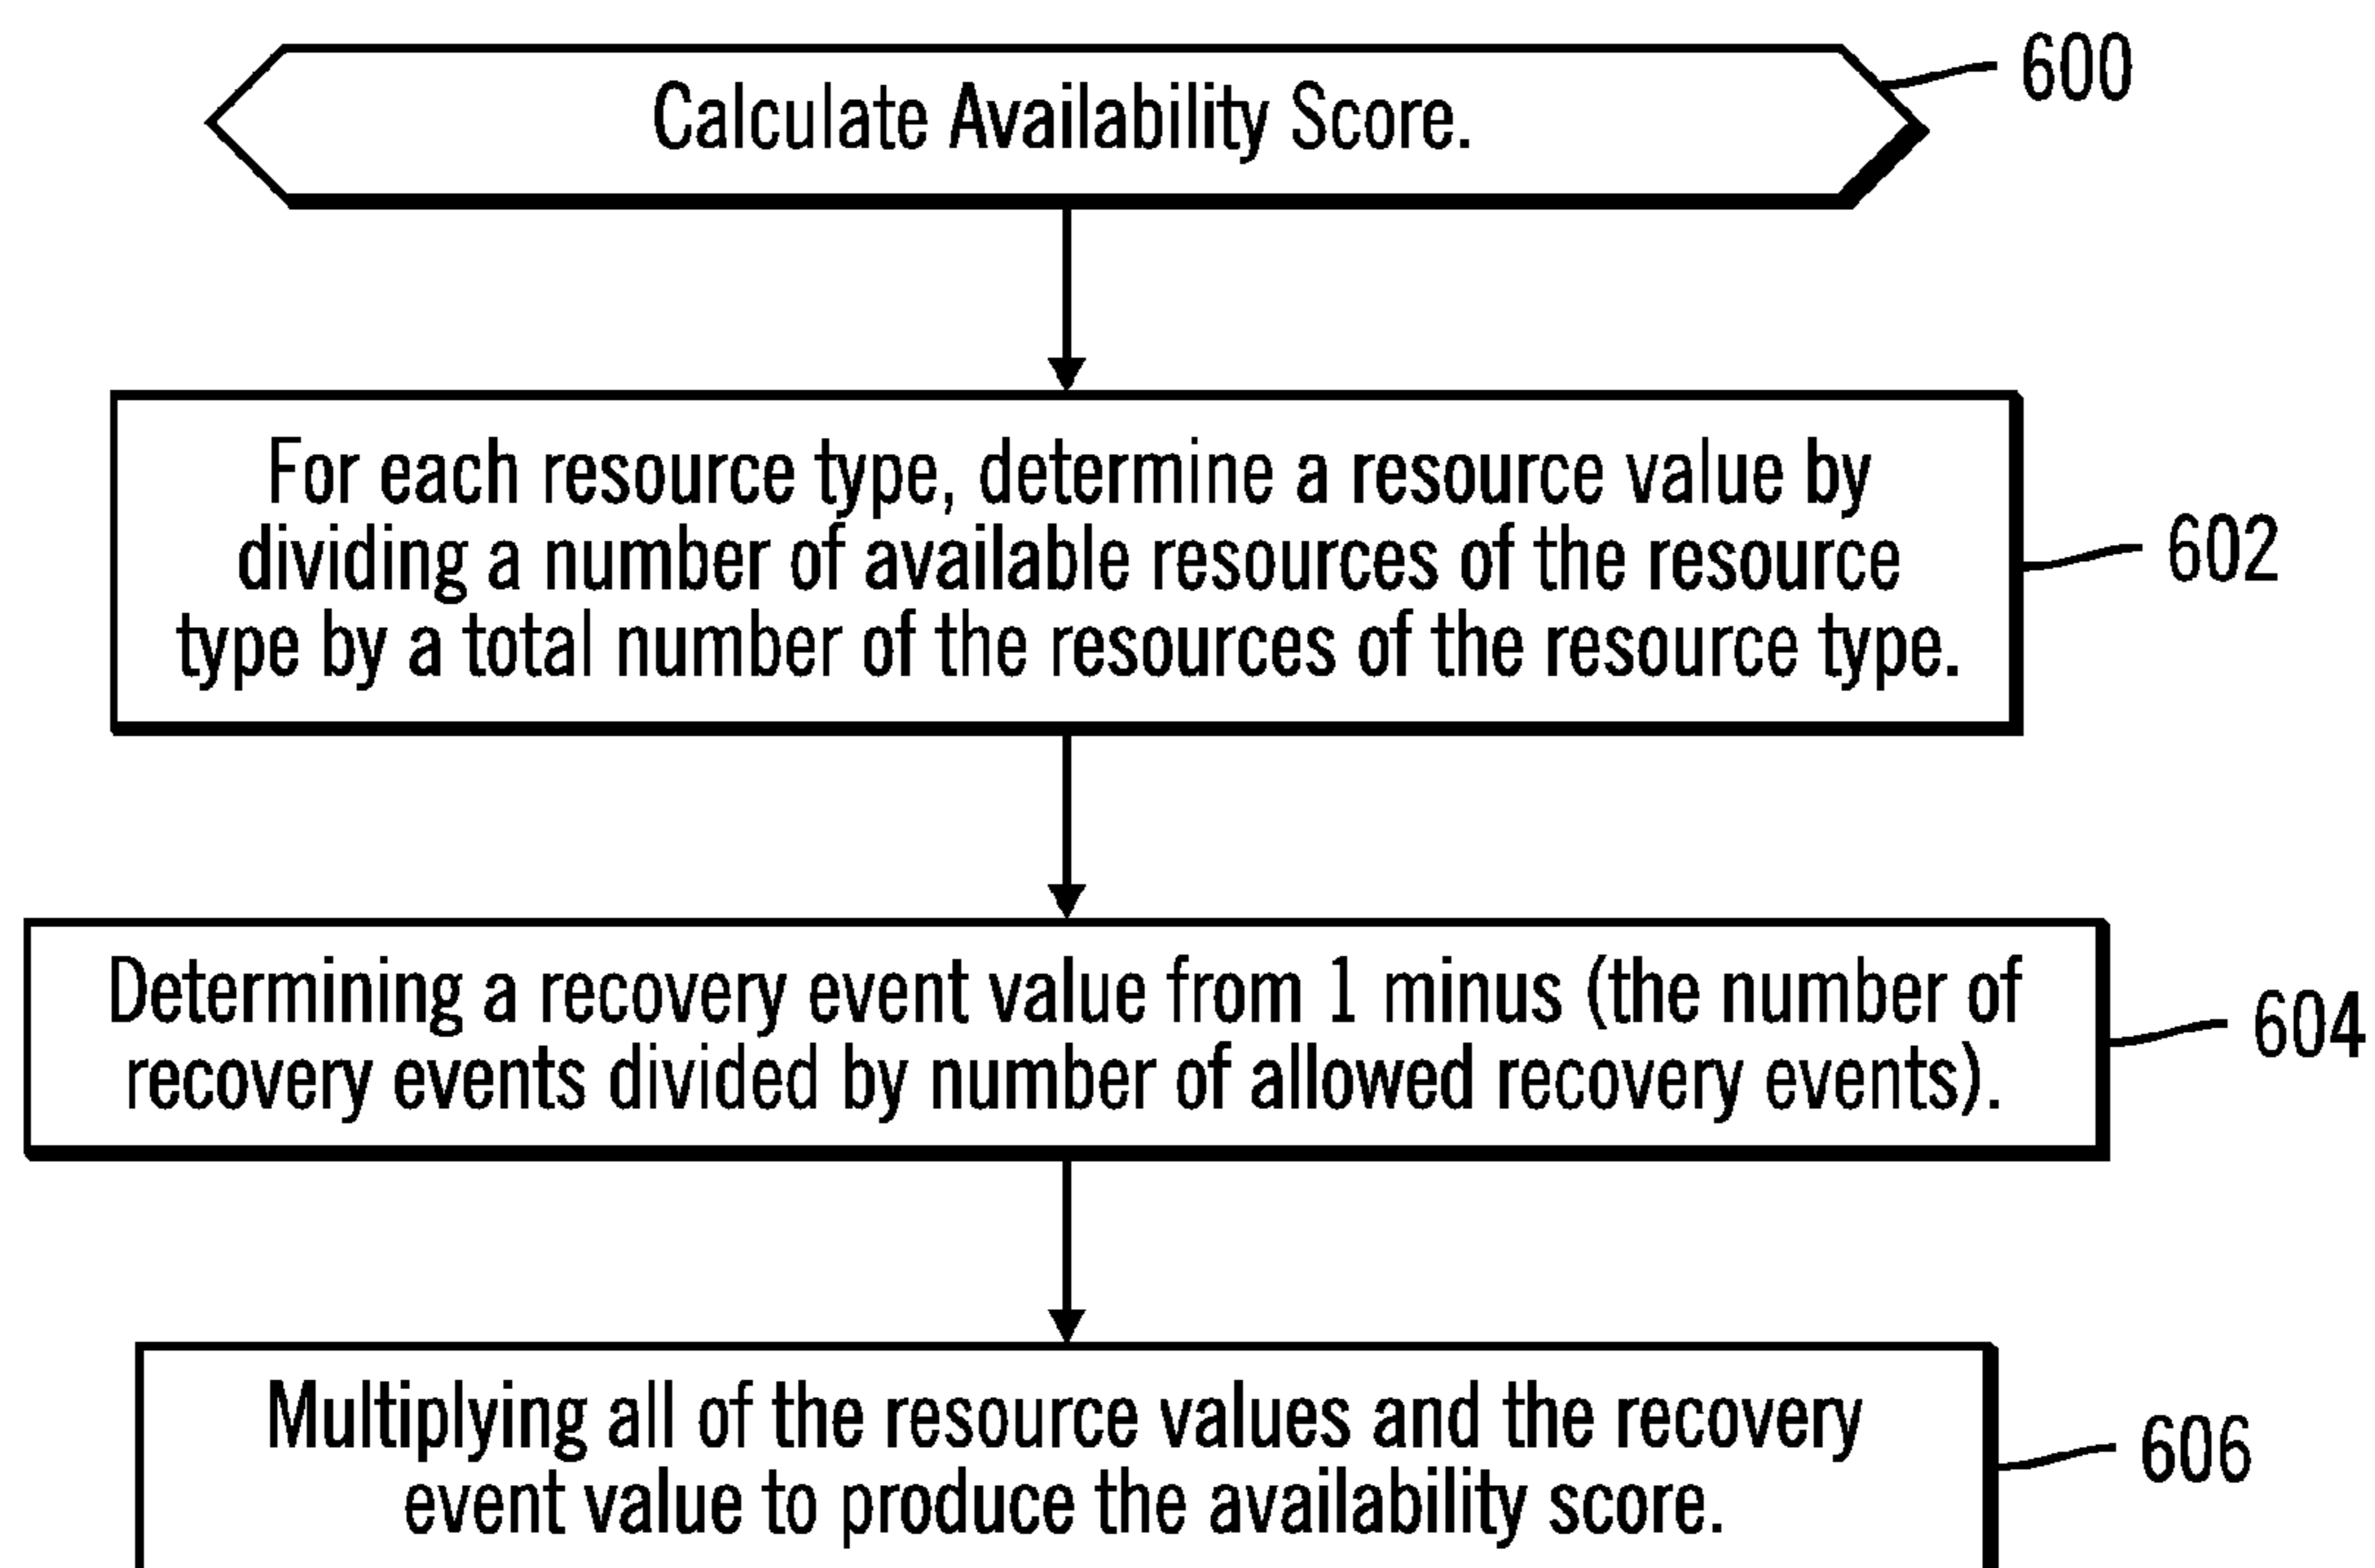 Calculate Availability Score.
600
For each resource type, determine a resource value by
dividing a number of available resources of the resource
type by a total number of the resources of the resource type.
602
Determining a recovery event value from 1 minus (the number of
recovery events divided by number of allowed recovery events).
604
Multiplying all of the resource values and the recovery
event value to produce the availability score.
606